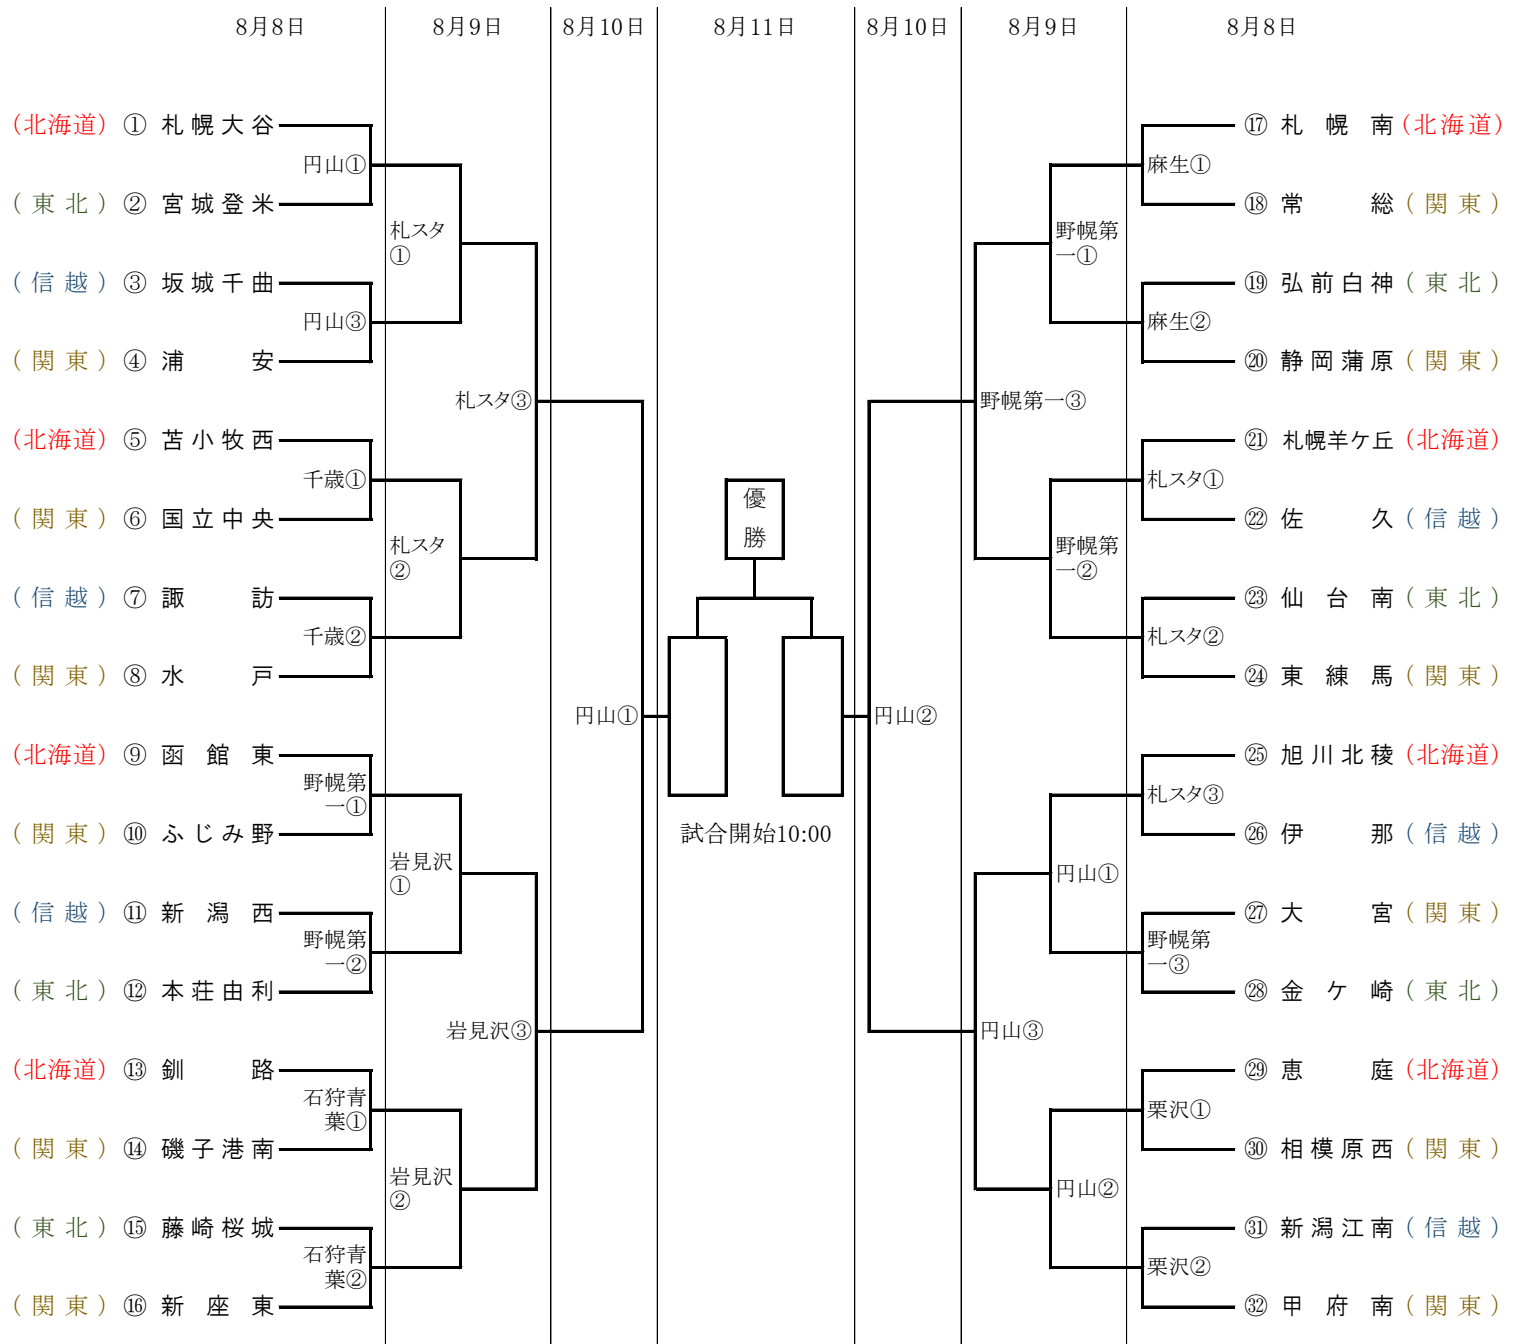 8月8日 8月9日 8月10日 8月11日 8月10日 8月9日 8月8日
(北海道) ① 札幌大谷
円山①
(東北) ② 宮城登米
札スタ
①
(信越) ③ 坂城千曲
円山③
(関東) ④ 浦安
札スタ③
(北海道) ⑤ 苫小牧西
千歳①
(関東) ⑥ 国立中央
札スタ
②
(信越) ⑦ 諏訪
千歳②
(関東) ⑧ 水戸
円山①
(北海道) ⑨ 函館東
野幌第
一①
(関東) ⑩ ふじみ野
岩見沢
①
(信越) ⑪ 新潟西
野幌第
一②
(東北) ⑫ 本荘由利
岩見沢③
(北海道) ⑬ 釧路
石狩青
葉①
(関東) ⑭ 磯子港南
岩見沢
②
(東北) ⑮ 藤崎桜城
石狩青
葉②
(関東) ⑯ 新座東
優
勝
試合開始10:00
⑰ 札幌南 (北海道)
麻生①
⑱ 常総 (関東)
野幌第
一①
⑲ 弘前白神 (東北)
麻生②
⑳ 静岡蒲原 (関東)
野幌第一③
㉑ 札幌羊ケ丘 (北海道)
札スタ①
㉒ 佐久 (信越)
野幌第
一②
㉓ 仙台南 (東北)
札スタ②
㉔ 東練馬 (関東)
円山②
㉕ 旭川北稜 (北海道)
札スタ③
㉖ 伊那 (信越)
円山①
㉗ 大宮 (関東)
野幌第
一③
㉘ 金ケ崎 (東北)
円山③
㉙ 恵庭 (北海道)
栗沢①
㉚ 相模原西 (関東)
円山②
㉛ 新潟江南 (信越)
栗沢②
㉜ 甲府南 (関東)